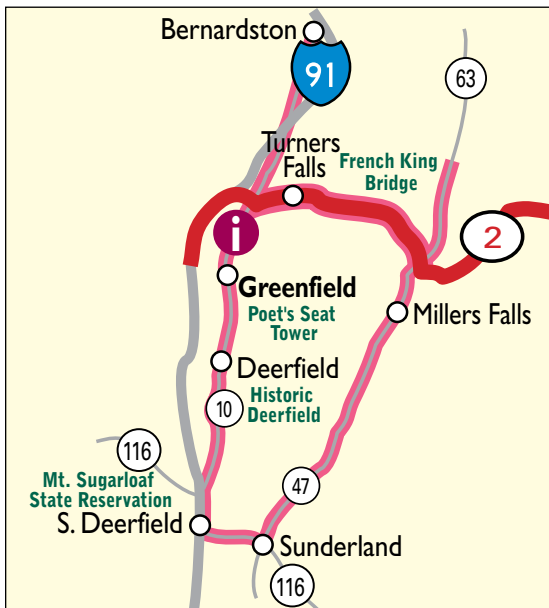 Bernardston
91
63
Turners
Falls
French King
Bridge
2
i
Greenfield
Poet's Seat
Tower
Millers Falls
Deerfield
Historic
Deerfield
10
116
Mt. Sugarloaf
State Reservation
47
S. Deerfield
Sunderland
116